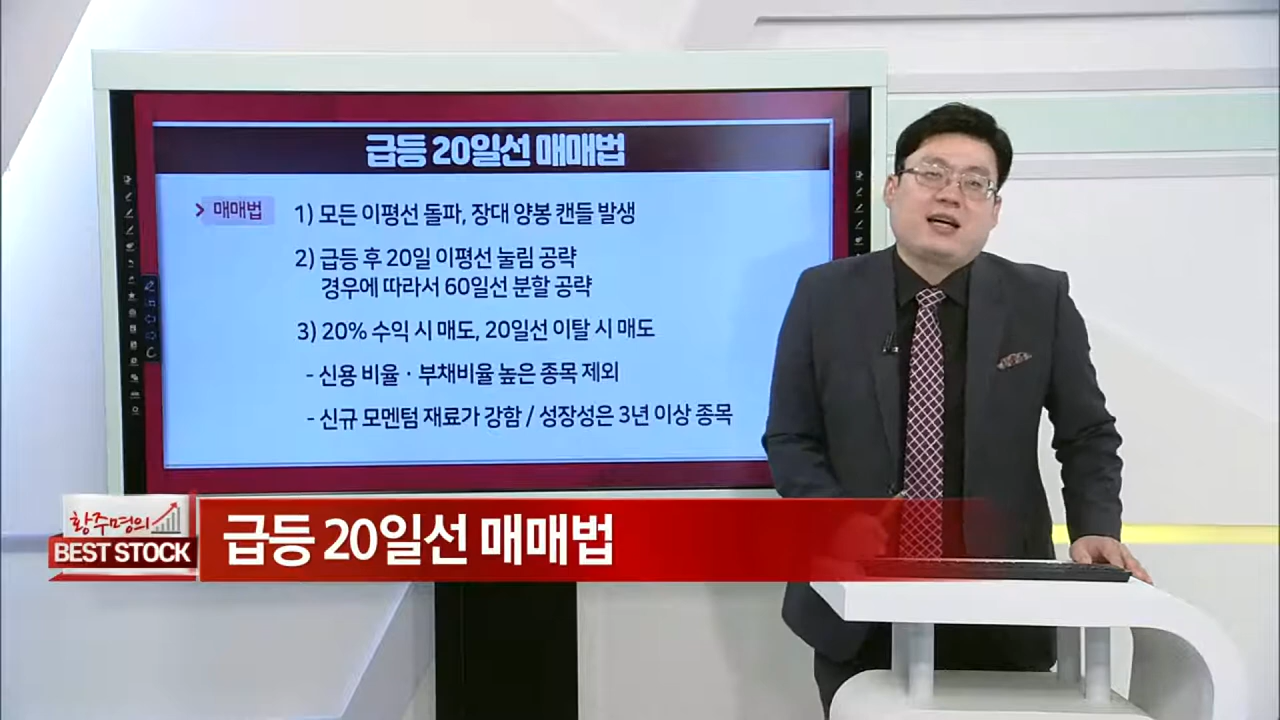 급등 20일선 매매법
> 매매법
1) 모든 이평선 돌파, 장대 양봉 캔들 발생
2) 급등 후 20일 이평선 눌림 공략
경우에 따라서 60일선 분할 공략
3) 20% 수익 시 매도, 20일선 이탈 시 매도
- 신용 비율 · 부채비율 높은 종목 제외
- 신규 모멘텀 재료가 강함 / 성장성은 3년 이상 종목
황주명의
BEST STOCK
급등 20일선 매매법